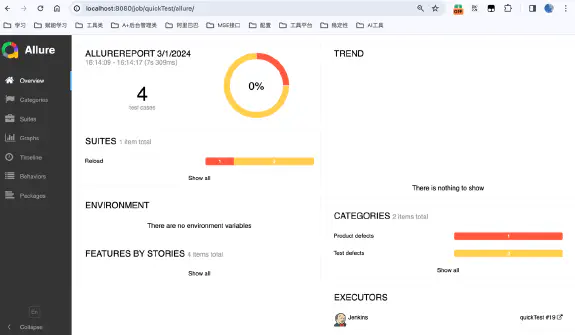 localhost:8080/job/quickTest/allure/
学习
赋能学习
工具类
A+后台管理类
阿里巴巴
MSE接口
配置
工具平台
稳定性
AI工具
Allure
Overview
Categories
Suites
Graphs
Timeline
Behaviors
Packages
En
Collapse
ALLUREREPORT 3/1/2024
16:14:09 - 16:14:17 (7s 309ms)
4
test cases
0%
SUITES 1 item total
Reload
1
Show all
ENVIRONMENT
There are no environment variables
FEATURES BY STORIES 4 items total
Show all
TREND
There is nothing to show
CATEGORIES 2 items total
Product defects
1
Test defects
Show all
EXECUTORS
Jenkins
quickTest #19